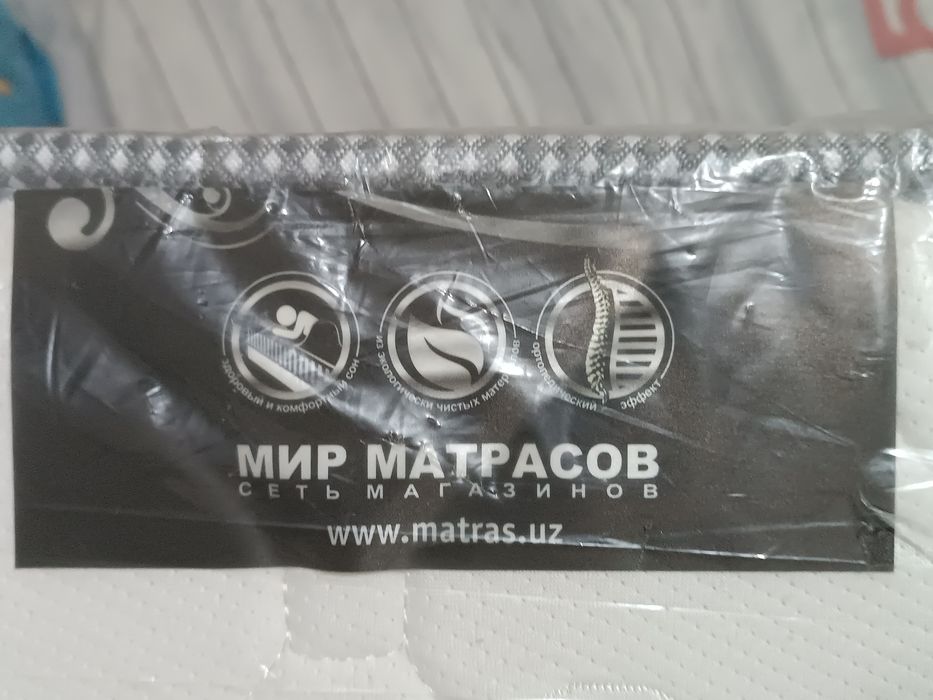 здоровый и комфортный сон
из экологически чистых материалов
ортопедический эффект
МИР МАТРАСОВ
СЕТЬ МАГАЗИНОВ
www.matras.uz